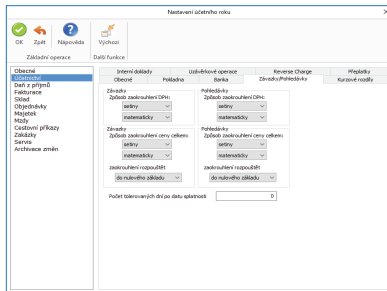 Nastavení účetního roku
OK Zpět Nápověda Výchozí
Základní operace Další funkce
Obecné
Účetnictví
Daň z příjmů
Fakturace
Sklad
Objednávky
Majetek
Mzdy
Cestovní příkazy
Zakázky
Servis
Archivace změn
Interní doklady Uzávěrkové operace Reverse Charge Přeplatky
Obecné Pokladna Banka Závazky/Pohledávky Kurzové rozdíly
Závazky Pohledávky
Způsob zaokrouhlení DPH: Způsob zaokrouhlení DPH:
setiny setiny
matematicky matematicky
Závazky Pohledávky
Způsob zaokrouhlení ceny celkem: Způsob zaokrouhlení ceny celkem:
setiny setiny
matematicky matematicky
zaokrouhlení rozpouštět zaokrouhlení rozpouštět
do nulového základu do nulového základu
Počet tolerovaných dní po datu splatnosti 0